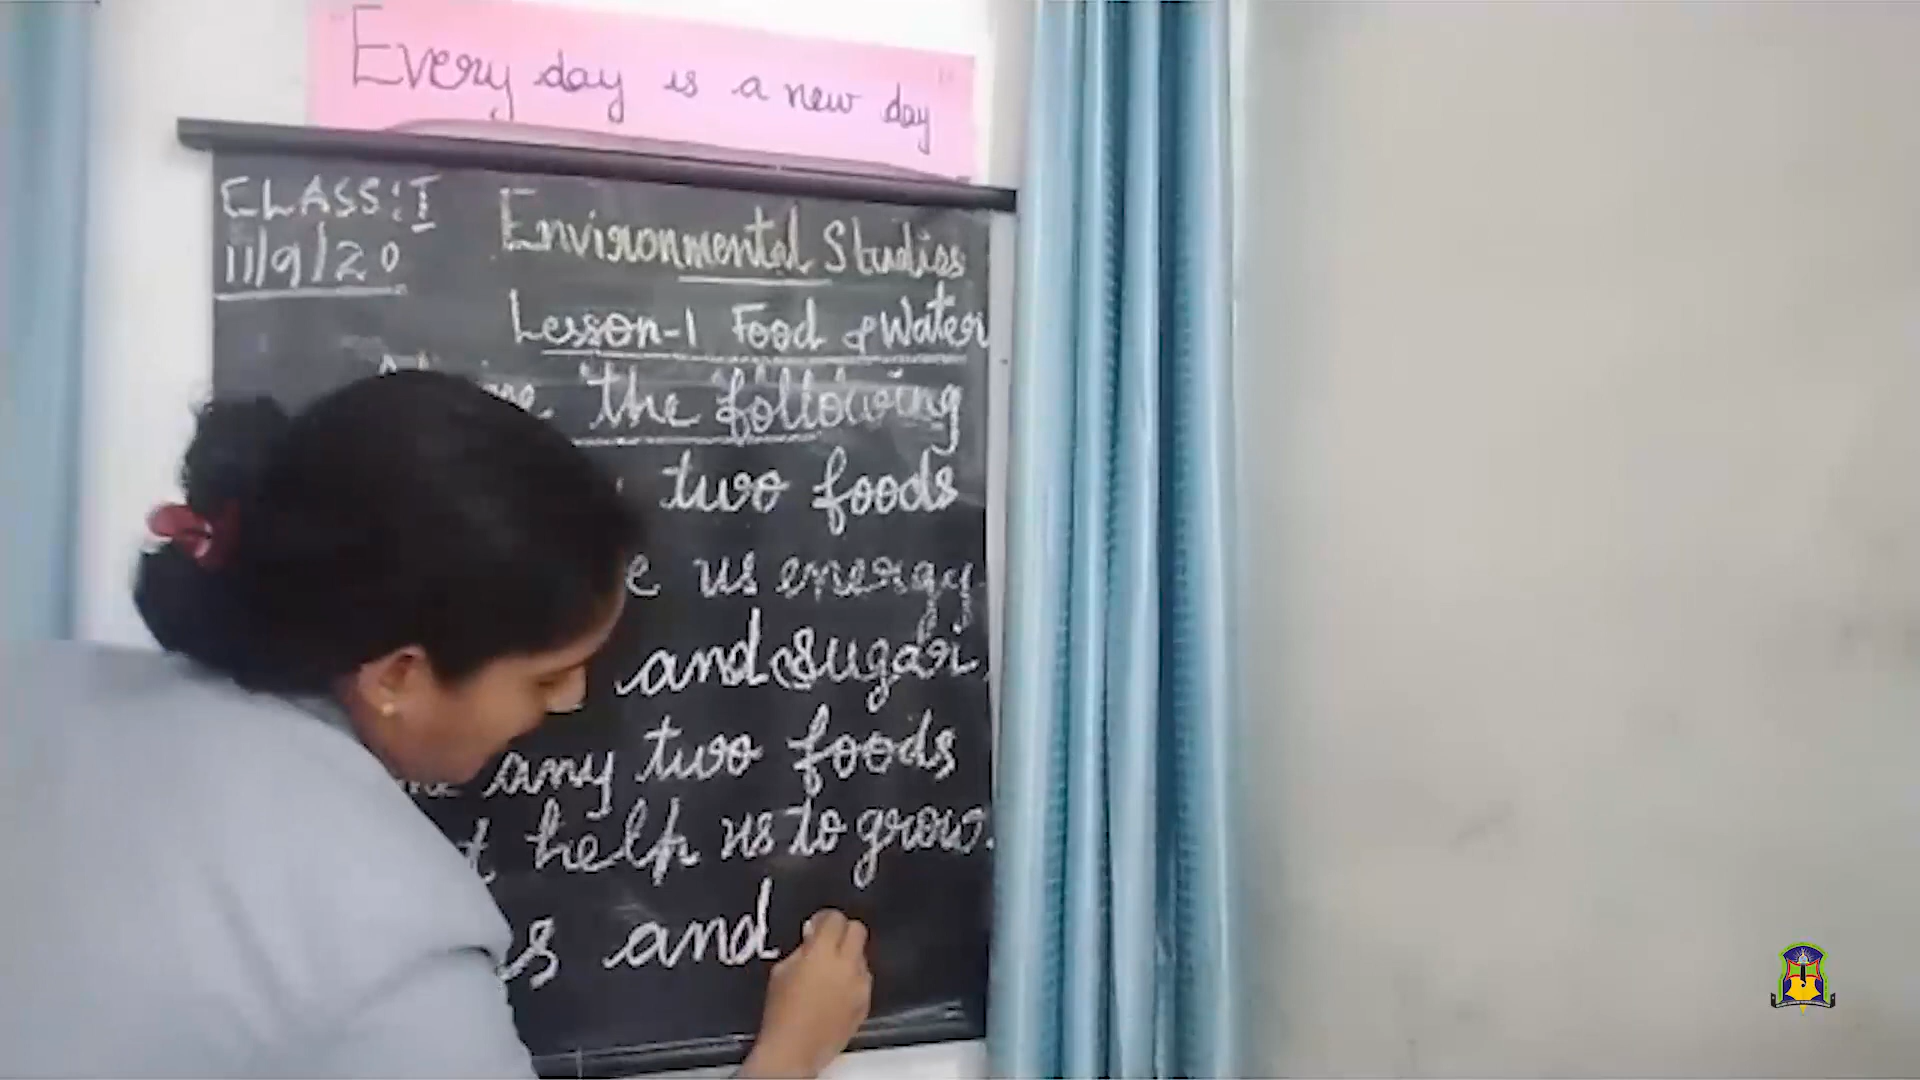 "Every day is a new day"
CLASS: I
11/9/20
Environmental Studies
Lesson-1 Food & Water
the following
two foods
us energy.
and sugar.
any two foods
help us to grow.
and